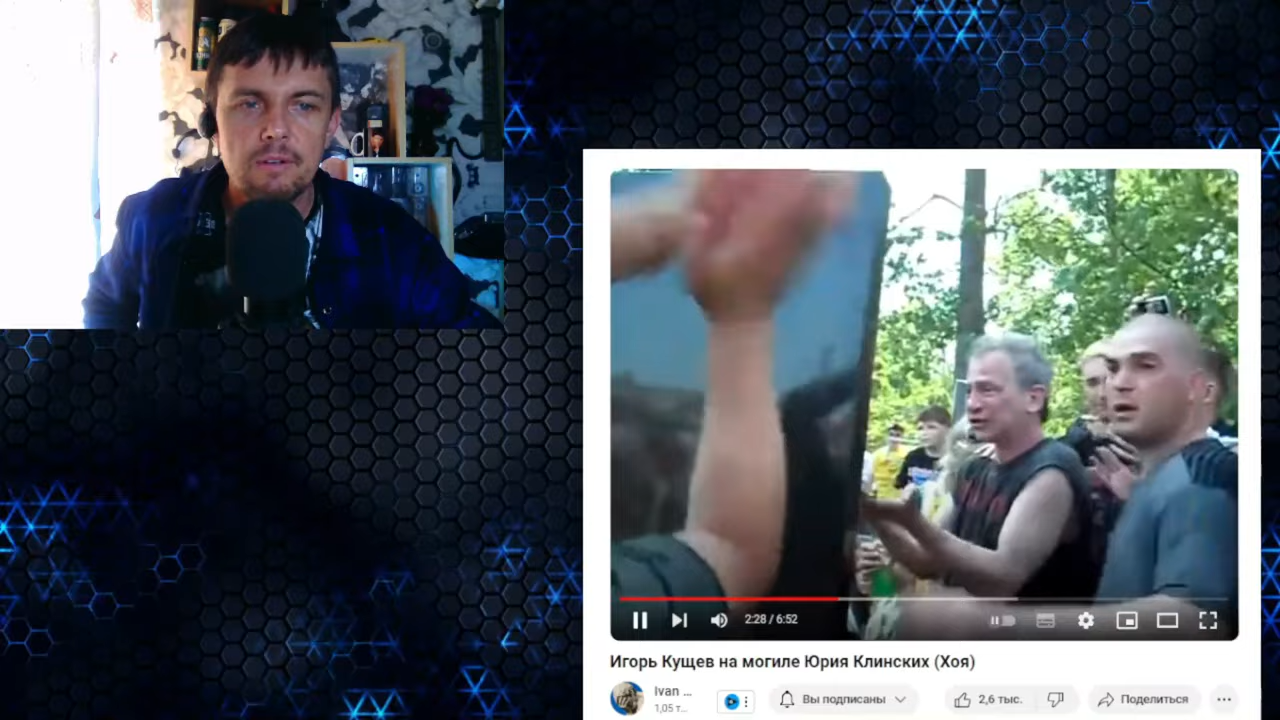 2:28 / 6:52
Игорь Кущев на могиле Юрия Клинских (Хоя)
Ivan ...
1,05 т...
Вы подписаны
2,6 тыс.
Поделиться